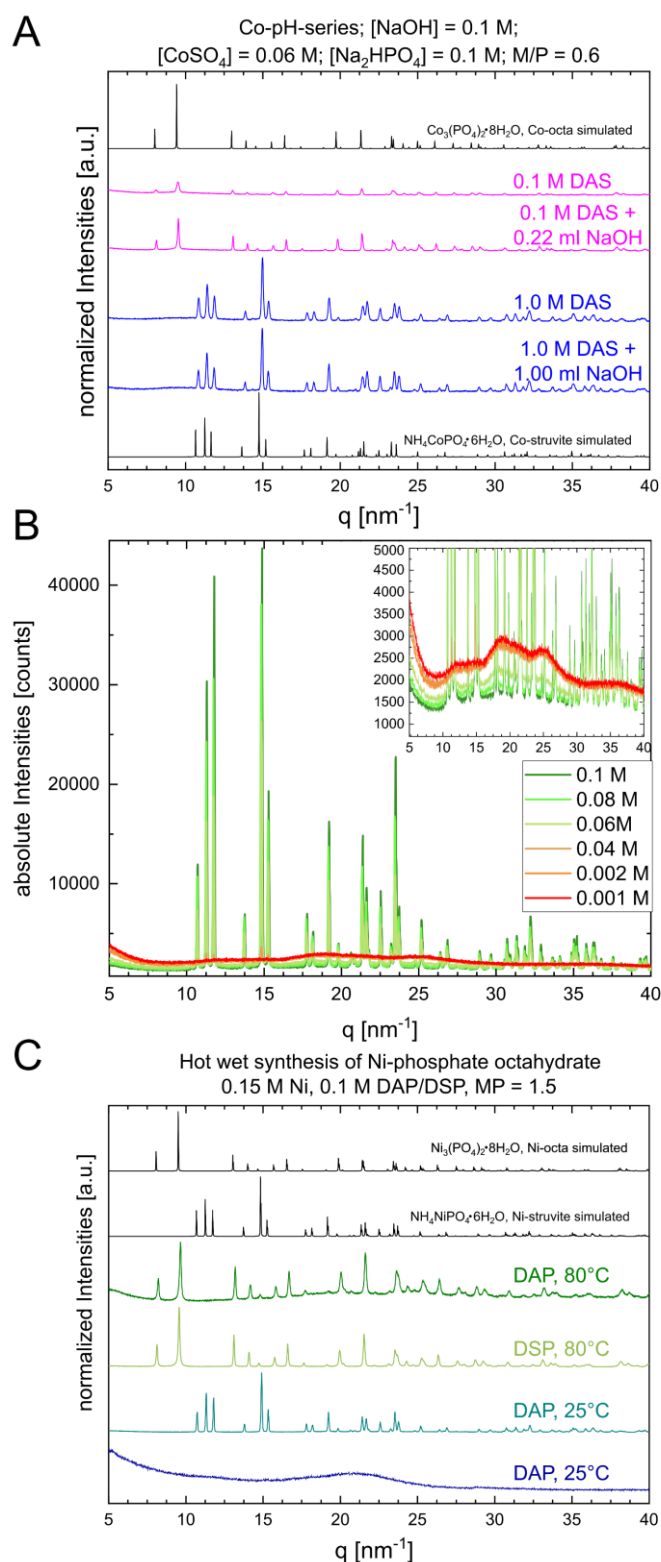 A
Co-pH-series; [NaOH] = 0.1 M;
[CoSO₄] = 0.06 M; [Na₂HPO₄] = 0.1 M; M/P = 0.6
Co₃(PO₄)₂•8H₂O, Co-octa simulated
0.1 M DAS
0.1 M DAS +
0.22 ml NaOH
1.0 M DAS
1.0 M DAS +
1.00 ml NaOH
NH₄CoPO₄•6H₂O, Co-struvite simulated
normalized Intensities [a.u.]
5 10 15 20 25 30 35 40
q [nm⁻¹]
B
40000
30000
20000
10000
absolute Intensities [counts]
5000
4500
4000
3500
3000
2500
2000
1500
1000
5 10 15 20 25 30 35 40
0.1 M
0.08 M
0.06M
0.04 M
0.002 M
0.001 M
5 10 15 20 25 30 35 40
q [nm⁻¹]
C
Hot wet synthesis of Ni-phosphate octahydrate
0.15 M Ni, 0.1 M DAP/DSP, MP = 1.5
Ni₃(PO₄)₂•8H₂O, Ni-octa simulated
NH₄NiPO₄•6H₂O, Ni-struvite simulated
DAP, 80°C
DSP, 80°C
DAP, 25°C
DAP, 25°C
normalized Intensities [a.u.]
5 10 15 20 25 30 35 40
q [nm⁻¹]